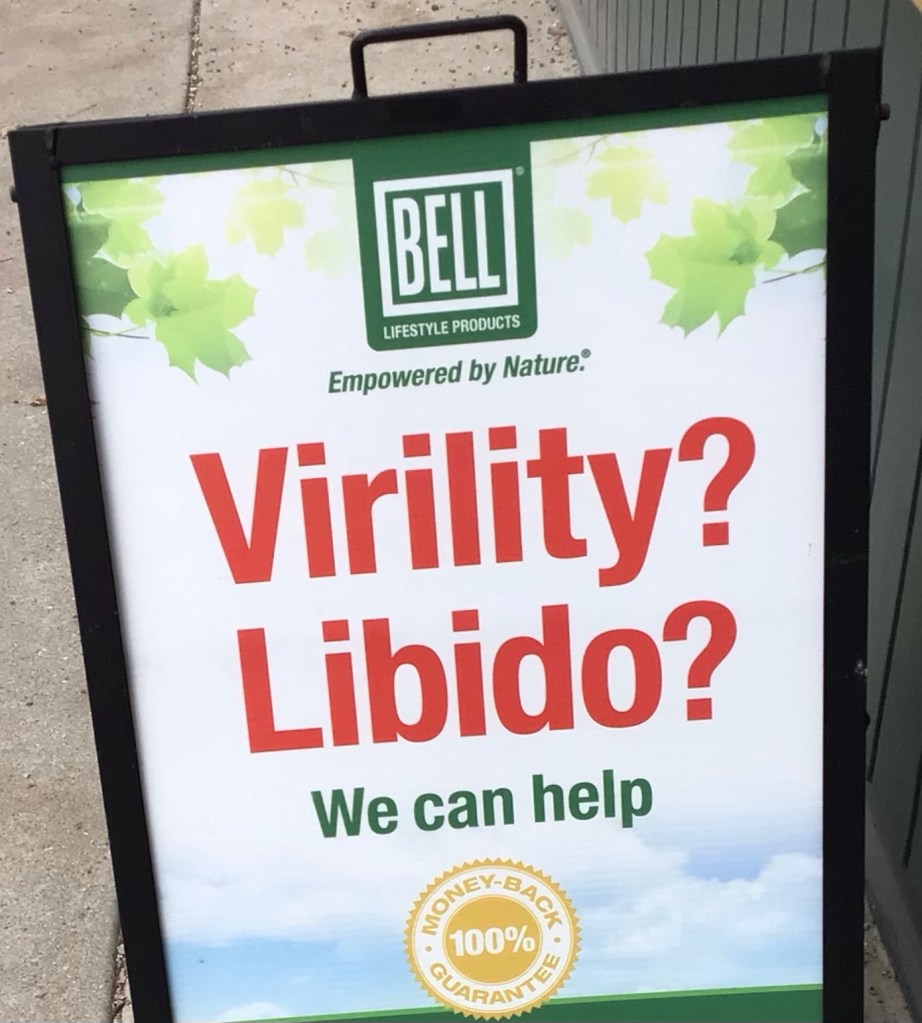 BELL®
LIFESTYLE PRODUCTS
Empowered by Nature.®
Virility?
Libido?
We can help
MONEY-BACK
100%
GUARANTEE